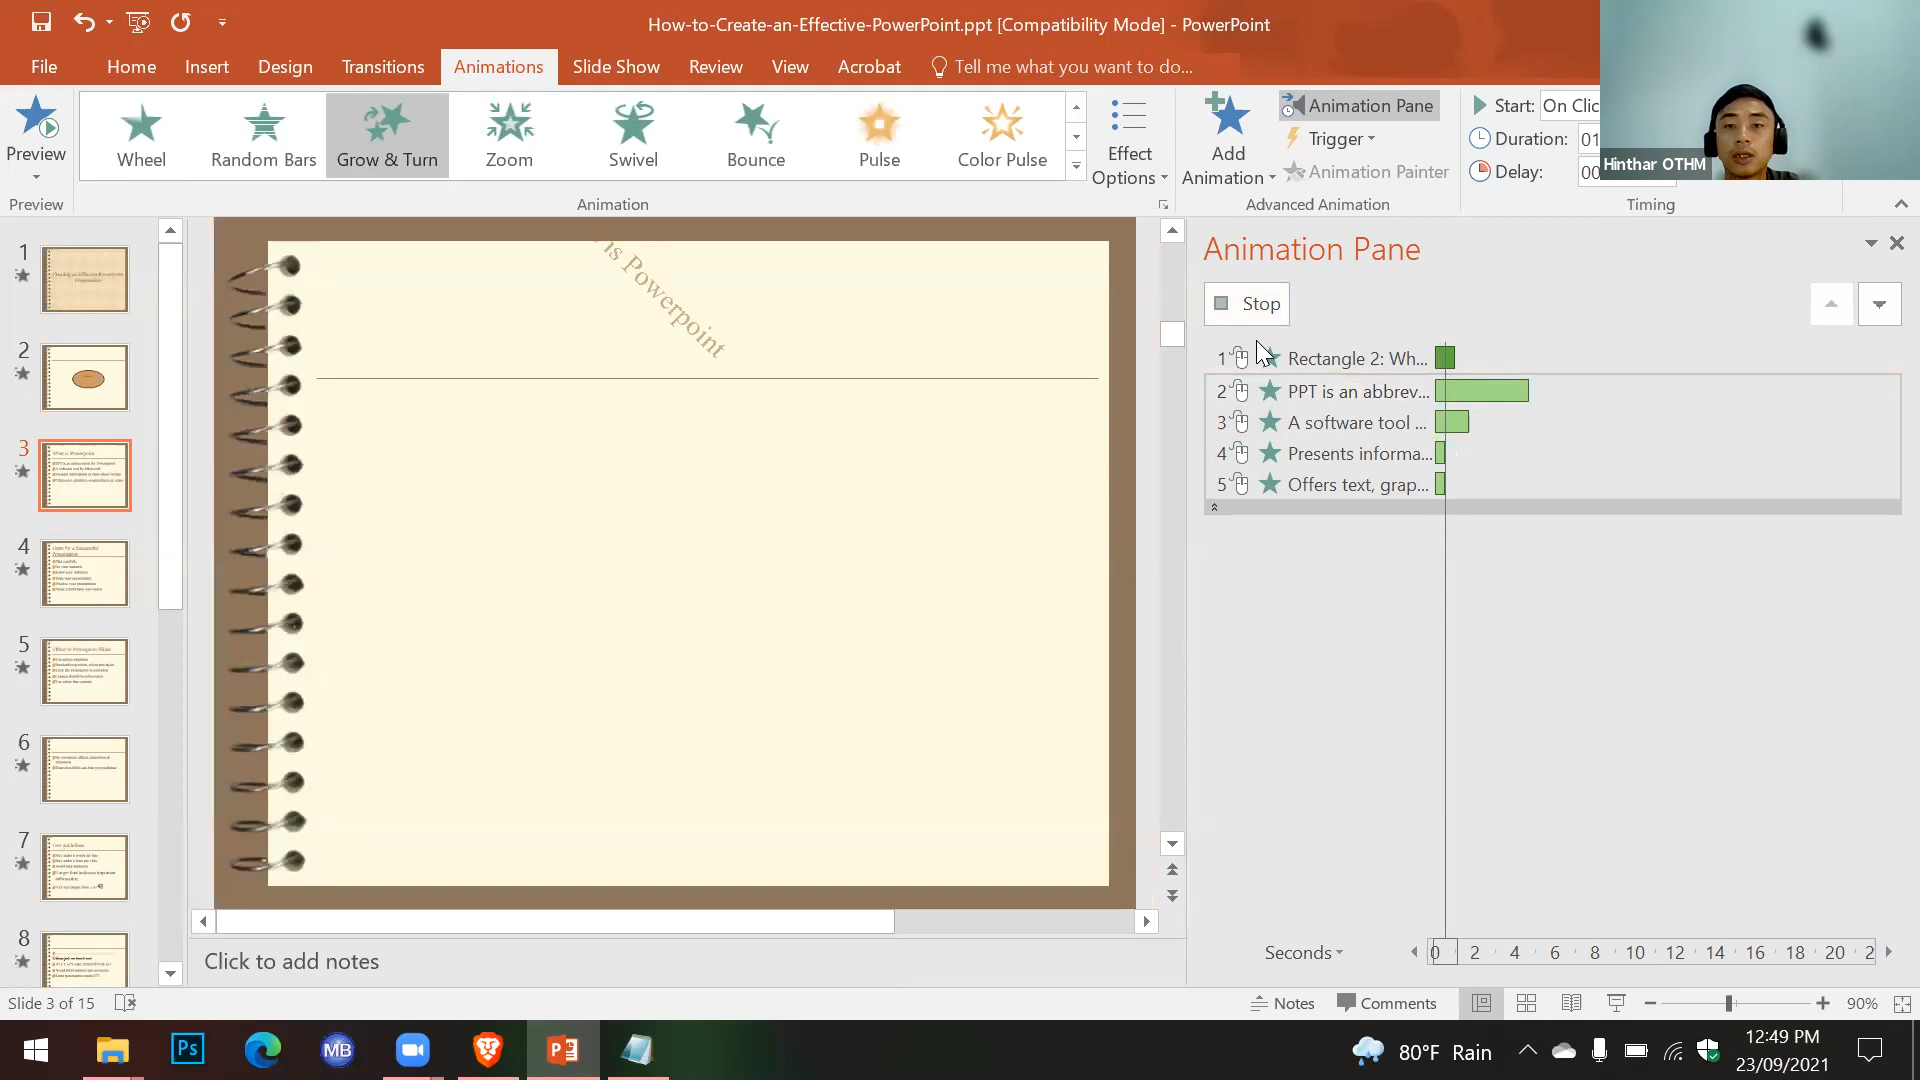 How-to-Create-an-Effective-PowerPoint.ppt [Compatibility Mode] - PowerPoint
File Home Insert Design Transitions Animations Slide Show Review View Acrobat Tell me what you want to do...
Preview
Wheel Random Bars Grow & Turn Zoom Swivel Bounce Pulse Color Pulse
Effect Options
Add Animation
Animation Pane
Trigger
Animation Painter
Start: On Clic
Duration: 01
Delay: 00
Hinthar OTHM
Preview Animation Advanced Animation Timing
1
2
3
4
5
6
7
8
is Powerpoint
Animation Pane
Stop
1 Rectangle 2: Wh...
2 PPT is an abbrev...
3 A software tool ...
4 Presents informa...
5 Offers text, grap...
Seconds 0 2 4 6 8 10 12 14 16 18 20 2
Click to add notes
Slide 3 of 15 Notes Comments 90%
Ps MB 80°F Rain 12:49 PM
23/09/2021